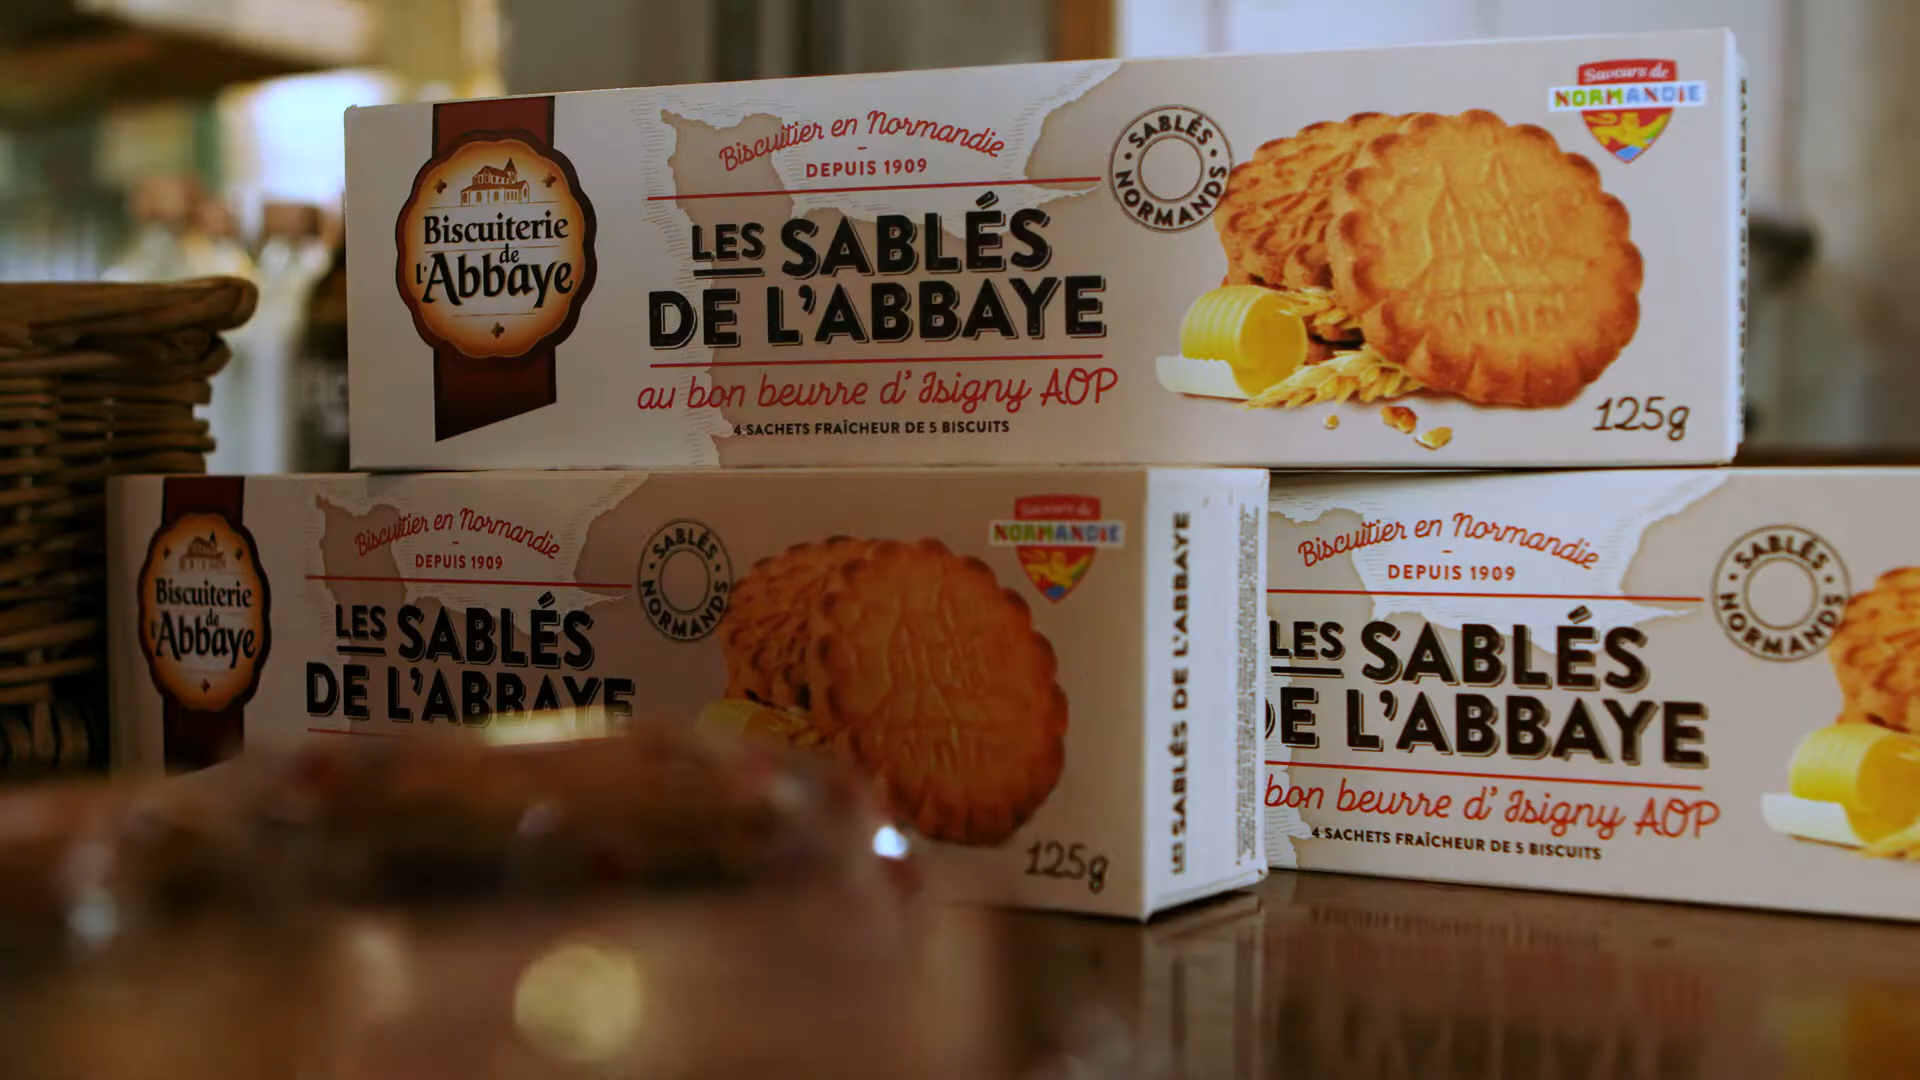 Biscuiterie
de
l'Abbaye
Biscuitier en Normandie
-
DEPUIS 1909
LES SABLÉS
DE L'ABBAYE
au bon beurre d'Isigny AOP
4 SACHETS FRAÎCHEUR DE 5 BISCUITS
SABLÉS
NORMANDS
Saveurs de
NORMANDIE
125g
Biscuiterie
de
l'Abbaye
Biscuitier en Normandie
-
DEPUIS 1909
LES SABLÉS
DE L'ABBAYE
SABLÉS
NORMANDS
Saveurs de
NORMANDIE
125g
LES SABLÉS DE L'ABBAYE
Biscuitier en Normandie
-
DEPUIS 1909
LES SABLÉS
DE L'ABBAYE
bon beurre d'Isigny AOP
4 SACHETS FRAÎCHEUR DE 5 BISCUITS
SABLÉS
NORMANDS